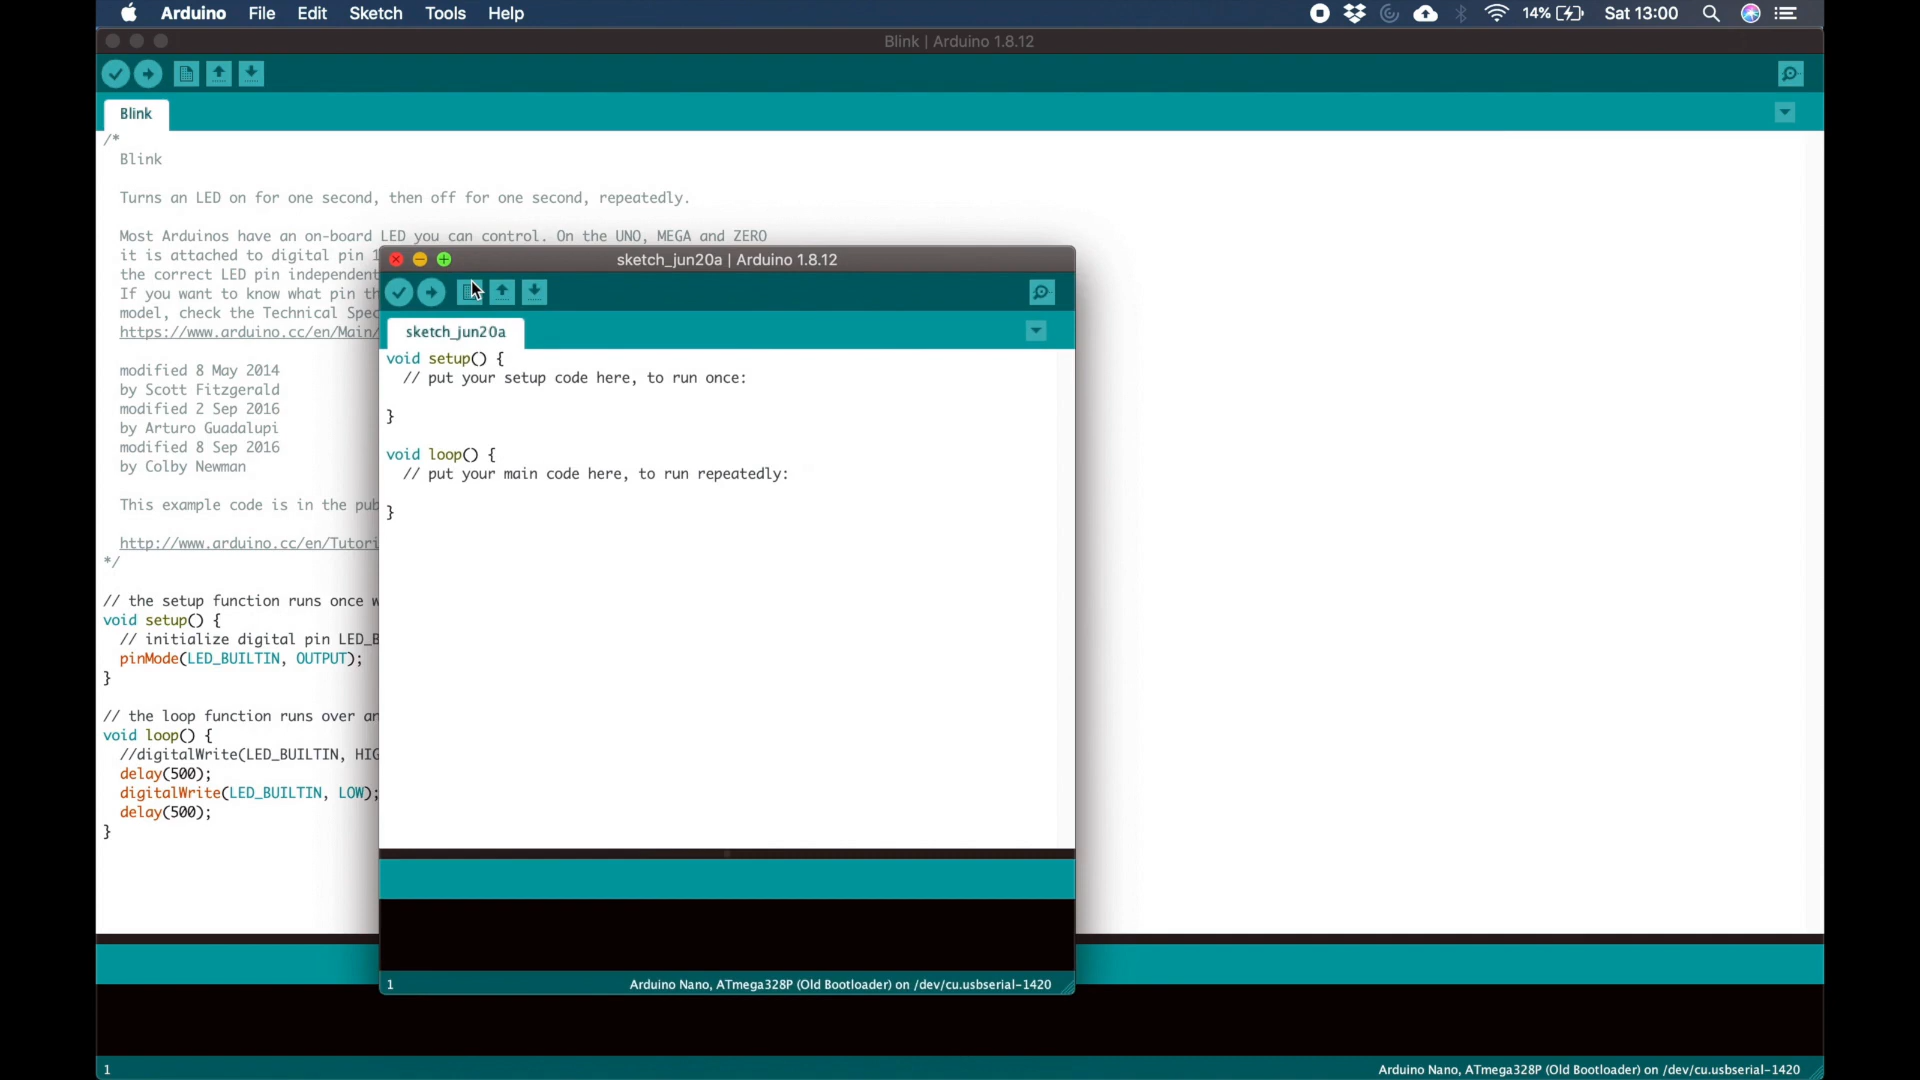 Arduino File Edit Sketch Tools Help 14% Sat 13:00
Blink | Arduino 1.8.12
Blink
/*
Blink
Turns an LED on for one second, then off for one second, repeatedly.
Most Arduinos have an on-board LED you can control. On the UNO, MEGA and ZERO
it is attached to digital pin
the correct LED pin independent
If you want to know what pin
model, check the Technical
https://www.arduino.cc/en/Main/
modified 8 May 2014
by Scott Fitzgerald
modified 2 Sep 2016
by Arturo Guadalupi
modified 8 Sep 2016
by Colby Newman
This example code is in the
http://www.arduino.cc/en/Tutori
*/
// the setup function runs once
void setup() {
// initialize digital pin LED_B
pinMode(LED_BUILTIN, OUTPUT);
}
// the loop function runs over
void loop() {
//digitalWrite(LED_BUILTIN, HIG
delay(500);
digitalWrite(LED_BUILTIN, LOW);
delay(500);
}
sketch_jun20a | Arduino 1.8.12
sketch_jun20a
void setup() {
// put your setup code here, to run once:
}
void loop() {
// put your main code here, to run repeatedly:
}
1 Arduino Nano, ATmega328P (Old Bootloader) on /dev/cu.usbserial-1420
1 Arduino Nano, ATmega328P (Old Bootloader) on /dev/cu.usbserial-1420